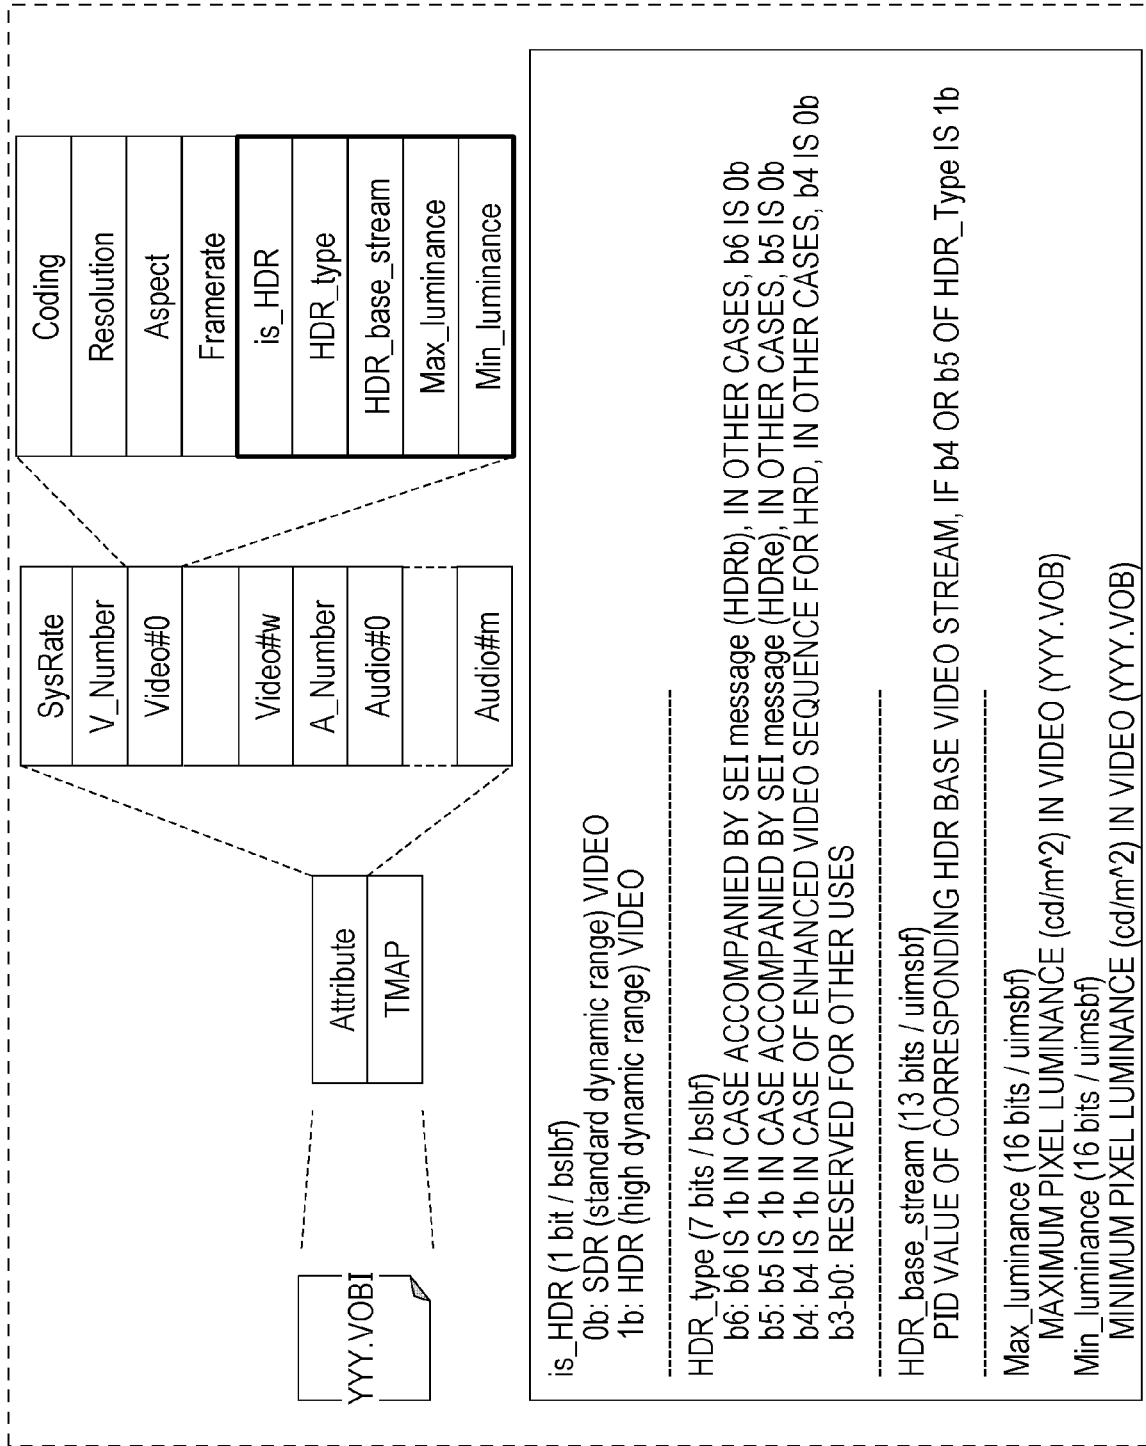 YYY.VOBI
Attribute
TMAP
SysRate
V_Number
Video#0
Video#w
A_Number
Audio#0
Audio#m
Coding
Resolution
Aspect
Framerate
is_HDR
HDR_type
HDR_base_stream
Max_luminance
Min_luminance
is_HDR (1 bit / bslbf)
0b: SDR (standard dynamic range) VIDEO
1b: HDR (high dynamic range) VIDEO
HDR_type (7 bits / bslbf)
b6: b6 IS 1b IN CASE ACCOMPANIED BY SEI message (HDRb), IN OTHER CASES, b6 IS 0b
b5: b5 IS 1b IN CASE ACCOMPANIED BY SEI message (HDRe), IN OTHER CASES, b5 IS 0b
b4: b4 IS 1b IN CASE OF ENHANCED VIDEO SEQUENCE FOR HRD, IN OTHER CASES, b4 IS 0b
b3-b0: RESERVED FOR OTHER USES
HDR_base_stream (13 bits / uimsbf)
PID VALUE OF CORRESPONDING HDR BASE VIDEO STREAM, IF b4 OR b5 OF HDR_Type IS 1b
Max_luminance (16 bits / uimsbf)
MAXIMUM PIXEL LUMINANCE (cd/m^2) IN VIDEO (YYY.VOB)
Min_luminance (16 bits / uimsbf)
MINIMUM PIXEL LUMINANCE (cd/m^2) IN VIDEO (YYY.VOB)